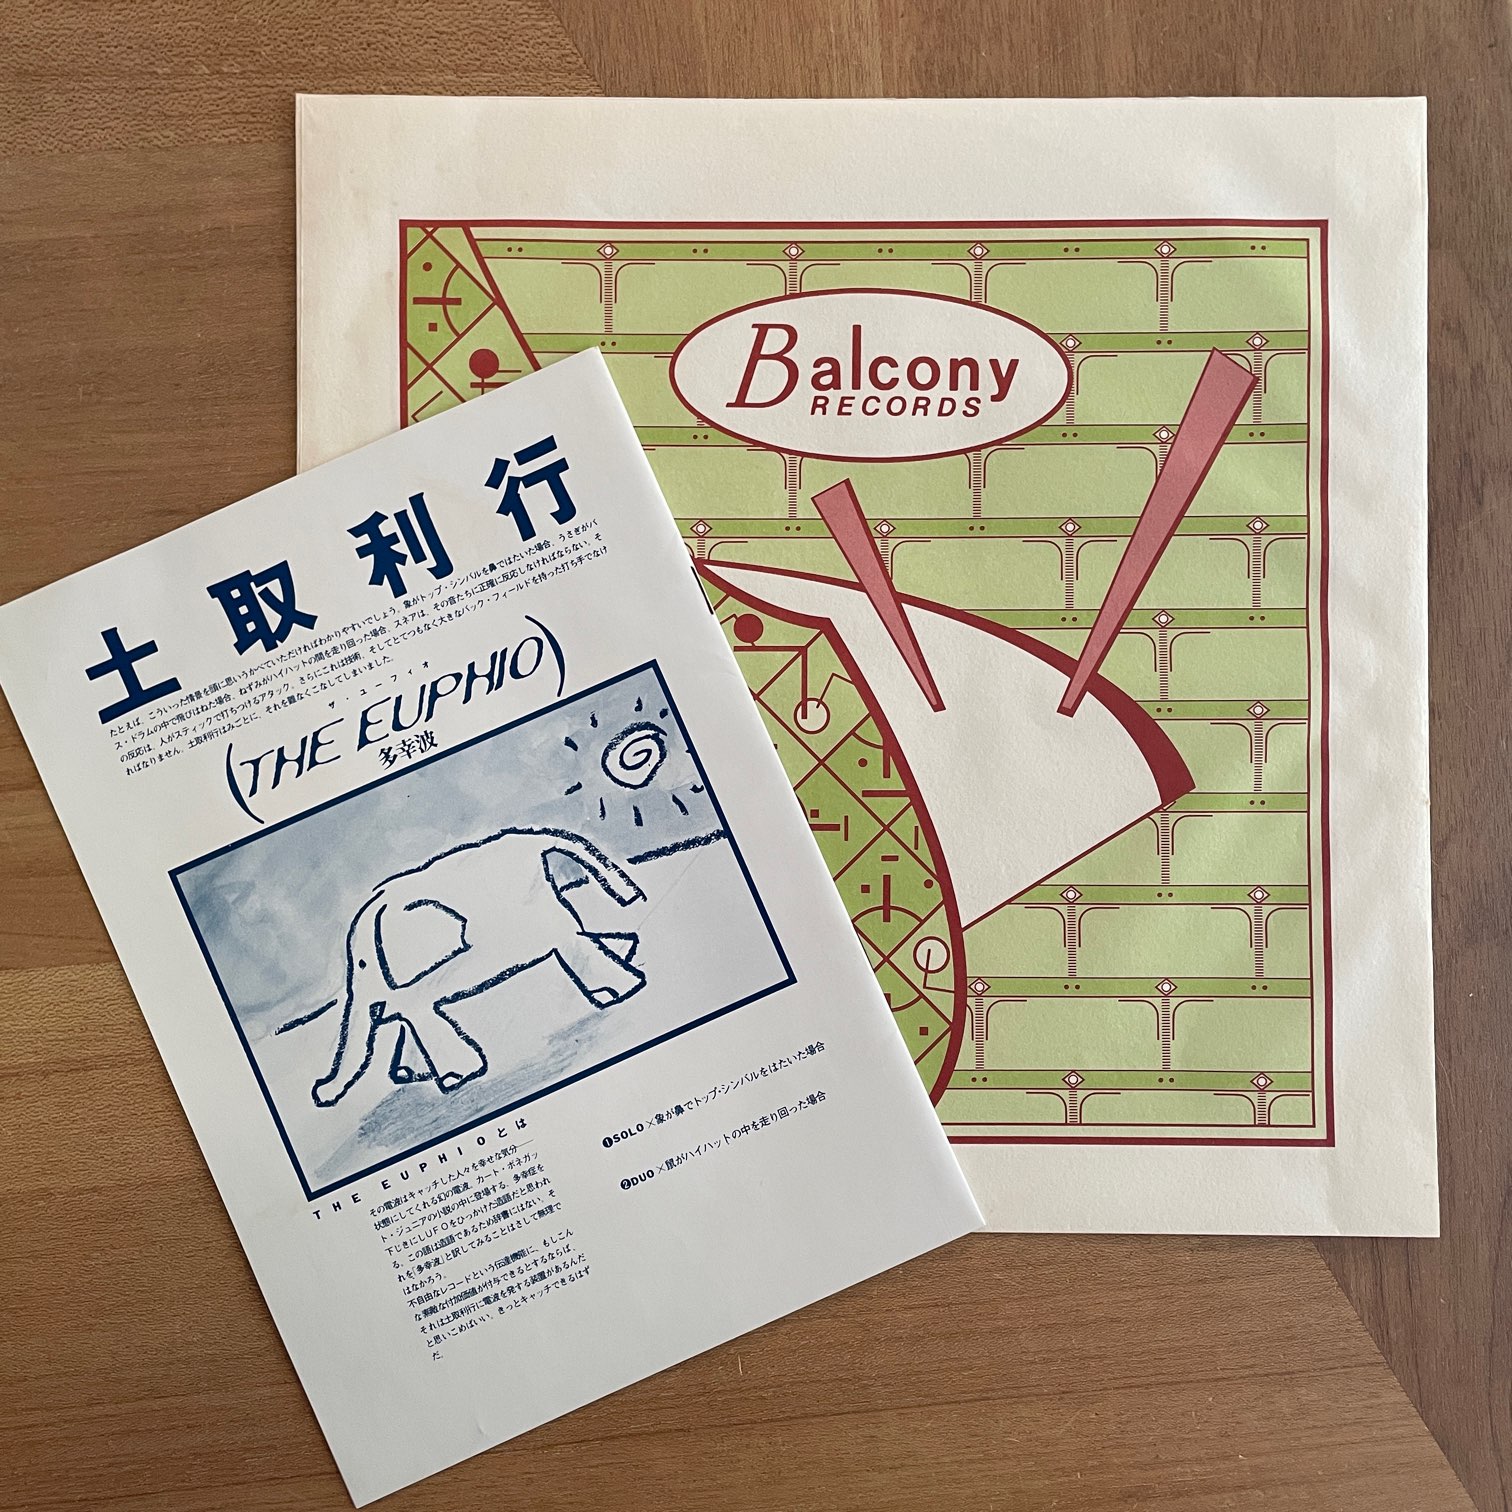 土取利行
たとえば、こういった情景を頭に思いうかべていただければわかりやすいでしょう。象がトップ・シンバルを鼻ではたいた場合、うさぎがバ
ス・ドラムの中で飛びはねた場合、ねずみがハイハットの間を走り回った場合、スネアは、その音たちに正確に反応しなければならない。そ
の反応は、人がスティックで打ちつけるアタック、さらにこれは技術、そしてとてつもなく大きなバック・フィールドを持った打ち手でなけ
ればなりません。土取利行はみごとに、それを難なくこなしてしまいました。
ザ・ユーフィオ
(THE EUPHIO)
多幸波
THE EUPHIOとは
その電波はキャッチした人々を幸せな気分—
状態にしてくれる幻の電波。カート・ボネガッ
ト・ジュニアの小説の中に登場する、多幸症を
下じきにしUFOをひっかけた造語だと思われ
る。この語は造語であるため辞書にはない。そ
れを「多幸波」と訳してみることはさして無理で
はなかろう。
不自由なレコードという伝達機能に、もしこん
な素敵な付加価値が付与できるとするならば、
それは土取利行に電波を発する装置があるんだ
と思いこめばいい。きっとキャッチできるはず
だ。
❶SOLO×象が鼻でトップ・シンバルをはたいた場合
❷DUO×鼠がハイハットの中を走り回った場合
Balcony
RECORDS